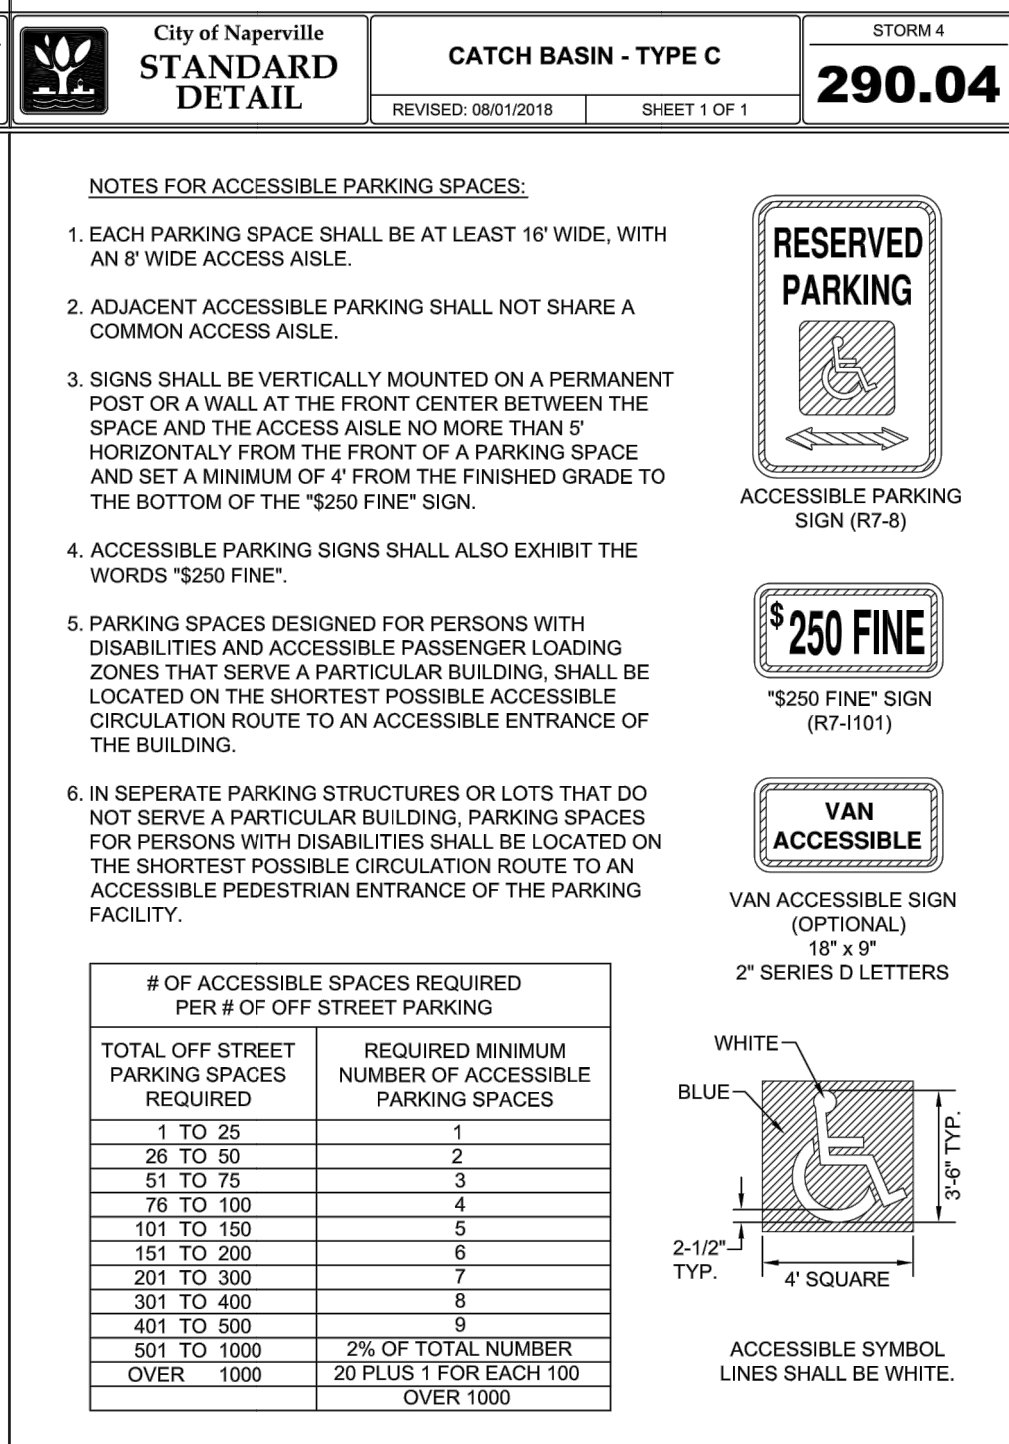 City of Naperville
STANDARD
DETAIL
CATCH BASIN - TYPE C
REVISED: 08/01/2018
SHEET 1 OF 1
STORM 4
290.04
NOTES FOR ACCESSIBLE PARKING SPACES:
1. EACH PARKING SPACE SHALL BE AT LEAST 16' WIDE, WITH
AN 8' WIDE ACCESS AISLE.
2. ADJACENT ACCESSIBLE PARKING SHALL NOT SHARE A
COMMON ACCESS AISLE.
3. SIGNS SHALL BE VERTICALLY MOUNTED ON A PERMANENT
POST OR A WALL AT THE FRONT CENTER BETWEEN THE
SPACE AND THE ACCESS AISLE NO MORE THAN 5'
HORIZONTALY FROM THE FRONT OF A PARKING SPACE
AND SET A MINIMUM OF 4' FROM THE FINISHED GRADE TO
THE BOTTOM OF THE "$250 FINE" SIGN.
4. ACCESSIBLE PARKING SIGNS SHALL ALSO EXHIBIT THE
WORDS "$250 FINE".
5. PARKING SPACES DESIGNED FOR PERSONS WITH
DISABILITIES AND ACCESSIBLE PASSENGER LOADING
ZONES THAT SERVE A PARTICULAR BUILDING, SHALL BE
LOCATED ON THE SHORTEST POSSIBLE ACCESSIBLE
CIRCULATION ROUTE TO AN ACCESSIBLE ENTRANCE OF
THE BUILDING.
6. IN SEPERATE PARKING STRUCTURES OR LOTS THAT DO
NOT SERVE A PARTICULAR BUILDING, PARKING SPACES
FOR PERSONS WITH DISABILITIES SHALL BE LOCATED ON
THE SHORTEST POSSIBLE CIRCULATION ROUTE TO AN
ACCESSIBLE PEDESTRIAN ENTRANCE OF THE PARKING
FACILITY.
# OF ACCESSIBLE SPACES REQUIRED
PER # OF OFF STREET PARKING
TOTAL OFF STREET
PARKING SPACES
REQUIRED
REQUIRED MINIMUM
NUMBER OF ACCESSIBLE
PARKING SPACES
1 TO 25 1
26 TO 50 2
51 TO 75 3
76 TO 100 4
101 TO 150 5
151 TO 200 6
201 TO 300 7
301 TO 400 8
401 TO 500 9
501 TO 1000 2% OF TOTAL NUMBER
OVER 1000 20 PLUS 1 FOR EACH 100
OVER 1000
RESERVED
PARKING
ACCESSIBLE PARKING
SIGN (R7-8)
$250 FINE
"$250 FINE" SIGN
(R7-I101)
VAN
ACCESSIBLE
VAN ACCESSIBLE SIGN
(OPTIONAL)
18" x 9"
2" SERIES D LETTERS
WHITE
BLUE
3'-6" TYP.
2-1/2"
TYP.
4' SQUARE
ACCESSIBLE SYMBOL
LINES SHALL BE WHITE.